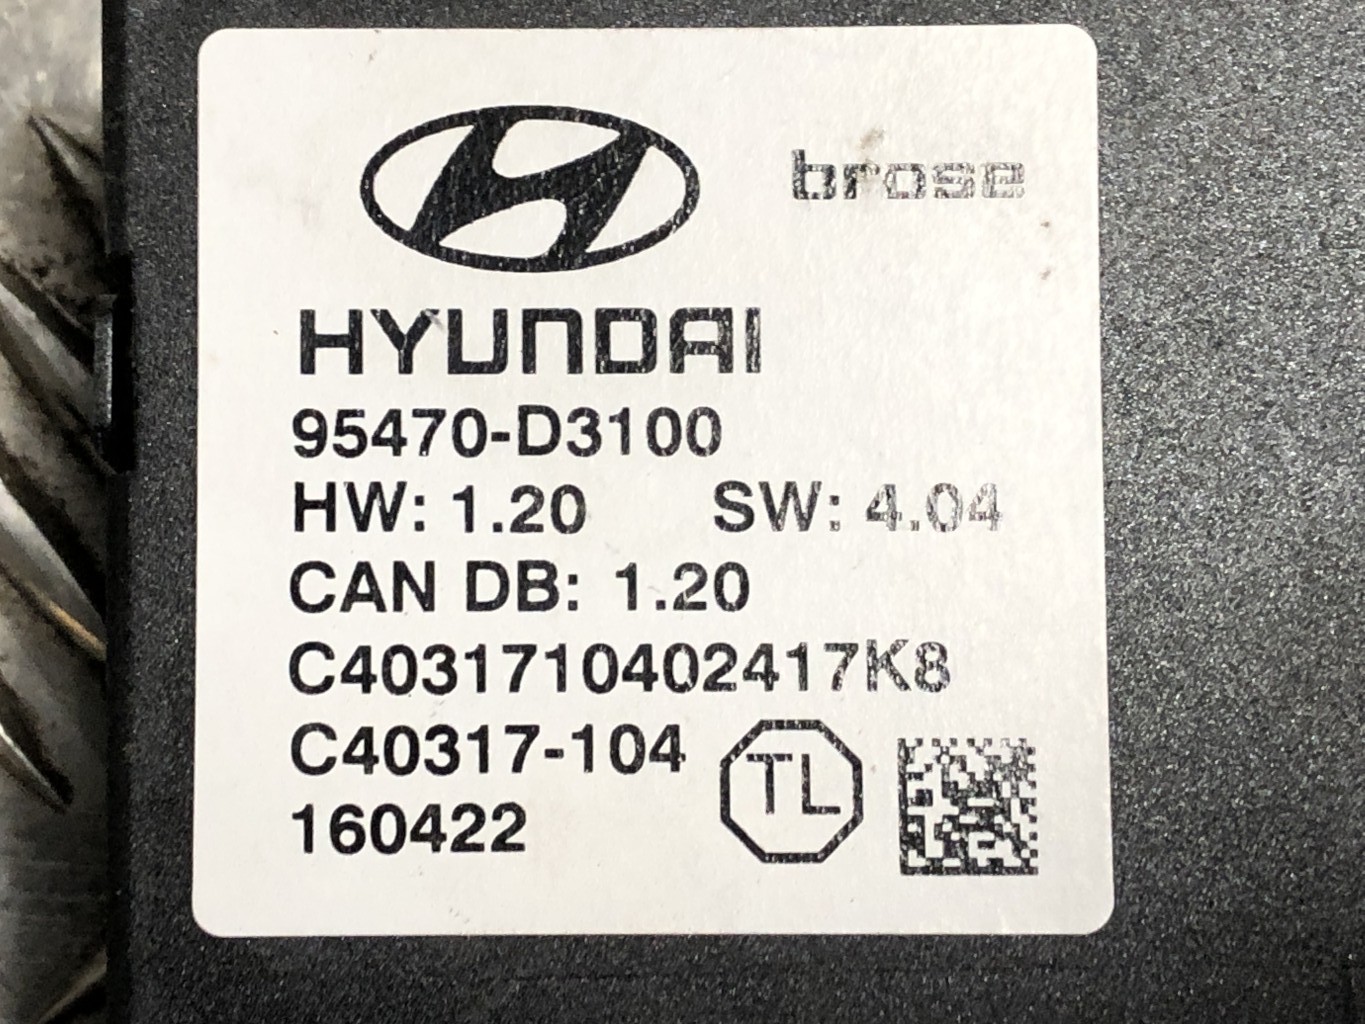 brose
HYUNDAI
95470-D3100
HW: 1.20 SW: 4.04
CAN DB: 1.20
C4031710402417K8
C40317-104
TL
160422